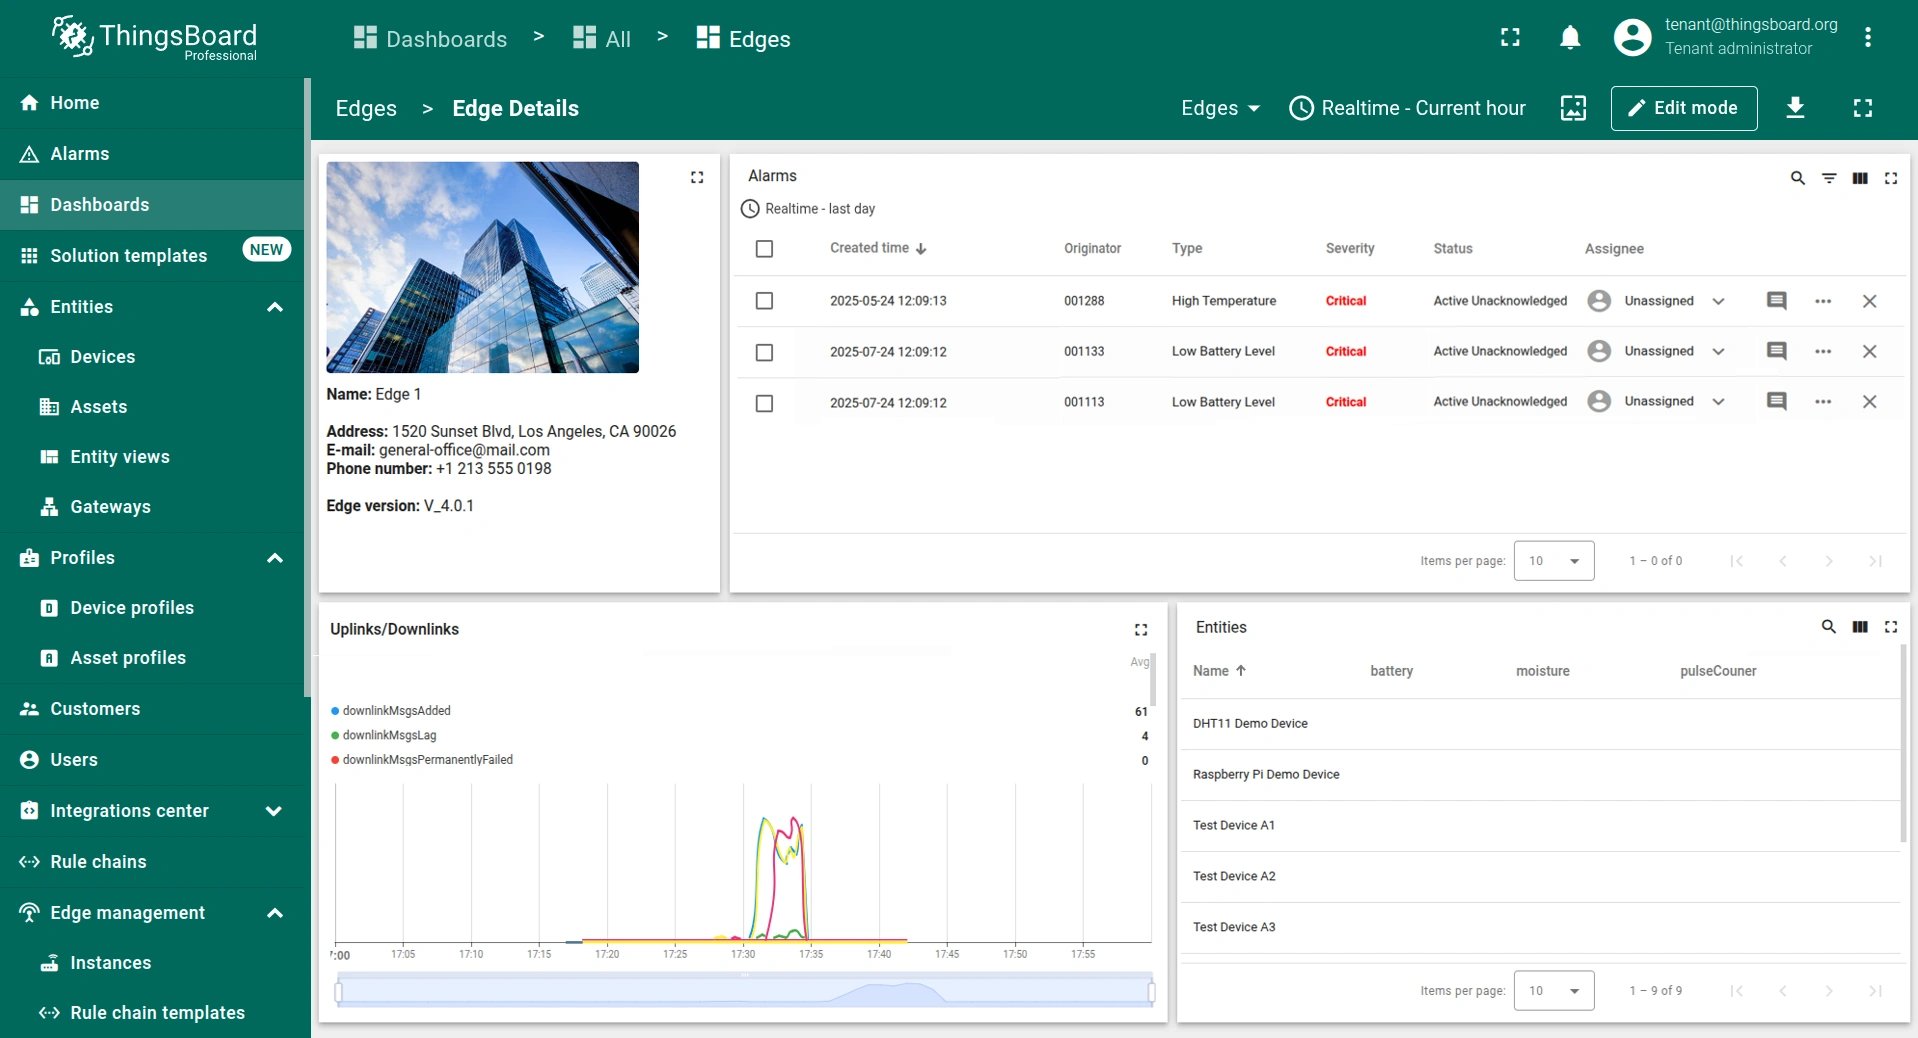 ThingsBoard
Professional
Dashboards > All > Edges
tenant@thingsboard.org
Tenant administrator
Home
Alarms
Dashboards
Solution templates NEW
Entities
Devices
Assets
Entity views
Gateways
Profiles
Device profiles
Asset profiles
Customers
Users
Integrations center
Rule chains
Edge management
Instances
Rule chain templates
Edges > Edge Details
Edges Realtime - Current hour Edit mode
Name: Edge 1
Address: 1520 Sunset Blvd, Los Angeles, CA 90026
E-mail: general-office@mail.com
Phone number: +1 213 555 0198
Edge version: V_4.0.1
Alarms
Realtime - last day
Created time Originator Type Severity Status Assignee
2025-05-24 12:09:13 001288 High Temperature Critical Active Unacknowledged Unassigned
2025-07-24 12:09:12 001133 Low Battery Level Critical Active Unacknowledged Unassigned
2025-07-24 12:09:12 001113 Low Battery Level Critical Active Unacknowledged Unassigned
Items per page: 10 1 – 0 of 0
Uplinks/Downlinks
Avg
downlinkMsgsAdded 61
downlinkMsgsLag 4
downlinkMsgsPermanentlyFailed 0
:00 17:05 17:10 17:15 17:20 17:25 17:30 17:35 17:40 17:45 17:50 17:55
Entities
Name battery moisture pulseCouner
DHT11 Demo Device
Raspberry Pi Demo Device
Test Device A1
Test Device A2
Test Device A3
Items per page: 10 1 – 9 of 9